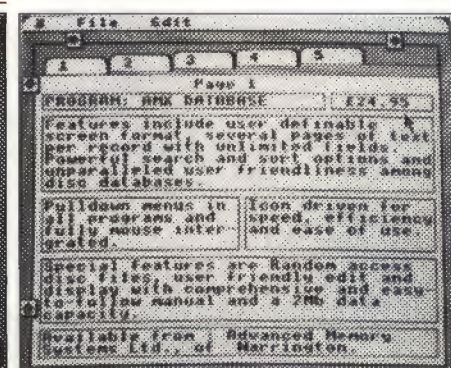 File Edit
1 2 3 4 5
Page 1
PROGRAM: AMX DATABASE £24.95
Features include user definable
screen format, several pages of text
per record with unlimited fields.
Powerful search and sort options and
unparalleled user friendliness among
disc databases.
Pulldown menus in
all programs and
fully mouse inter-
grated.
Icon driven for
speed, efficiency
and ease of use.
Special features are Random access
disc files, user friendly edit and
display with comprehensive and easy-
to-follow manual and a 2Mb data
capacity.
Available from : Advanced Memory
Systems Ltd., of Warrington.